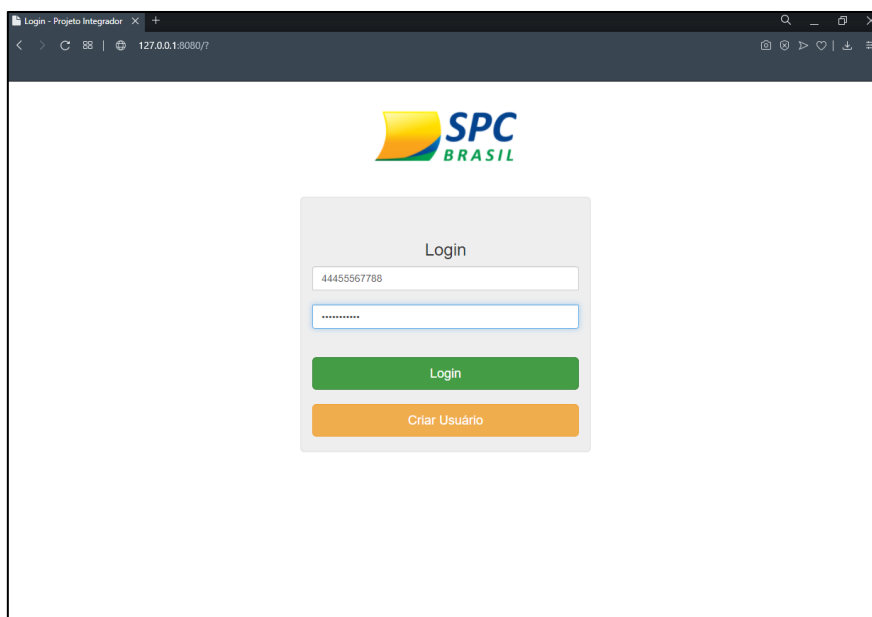 Login - Projeto Integrador
127.0.0.1:8080/?
SPC
BRASIL
Login
44455567788
•••••••••••
Login
Criar Usuário